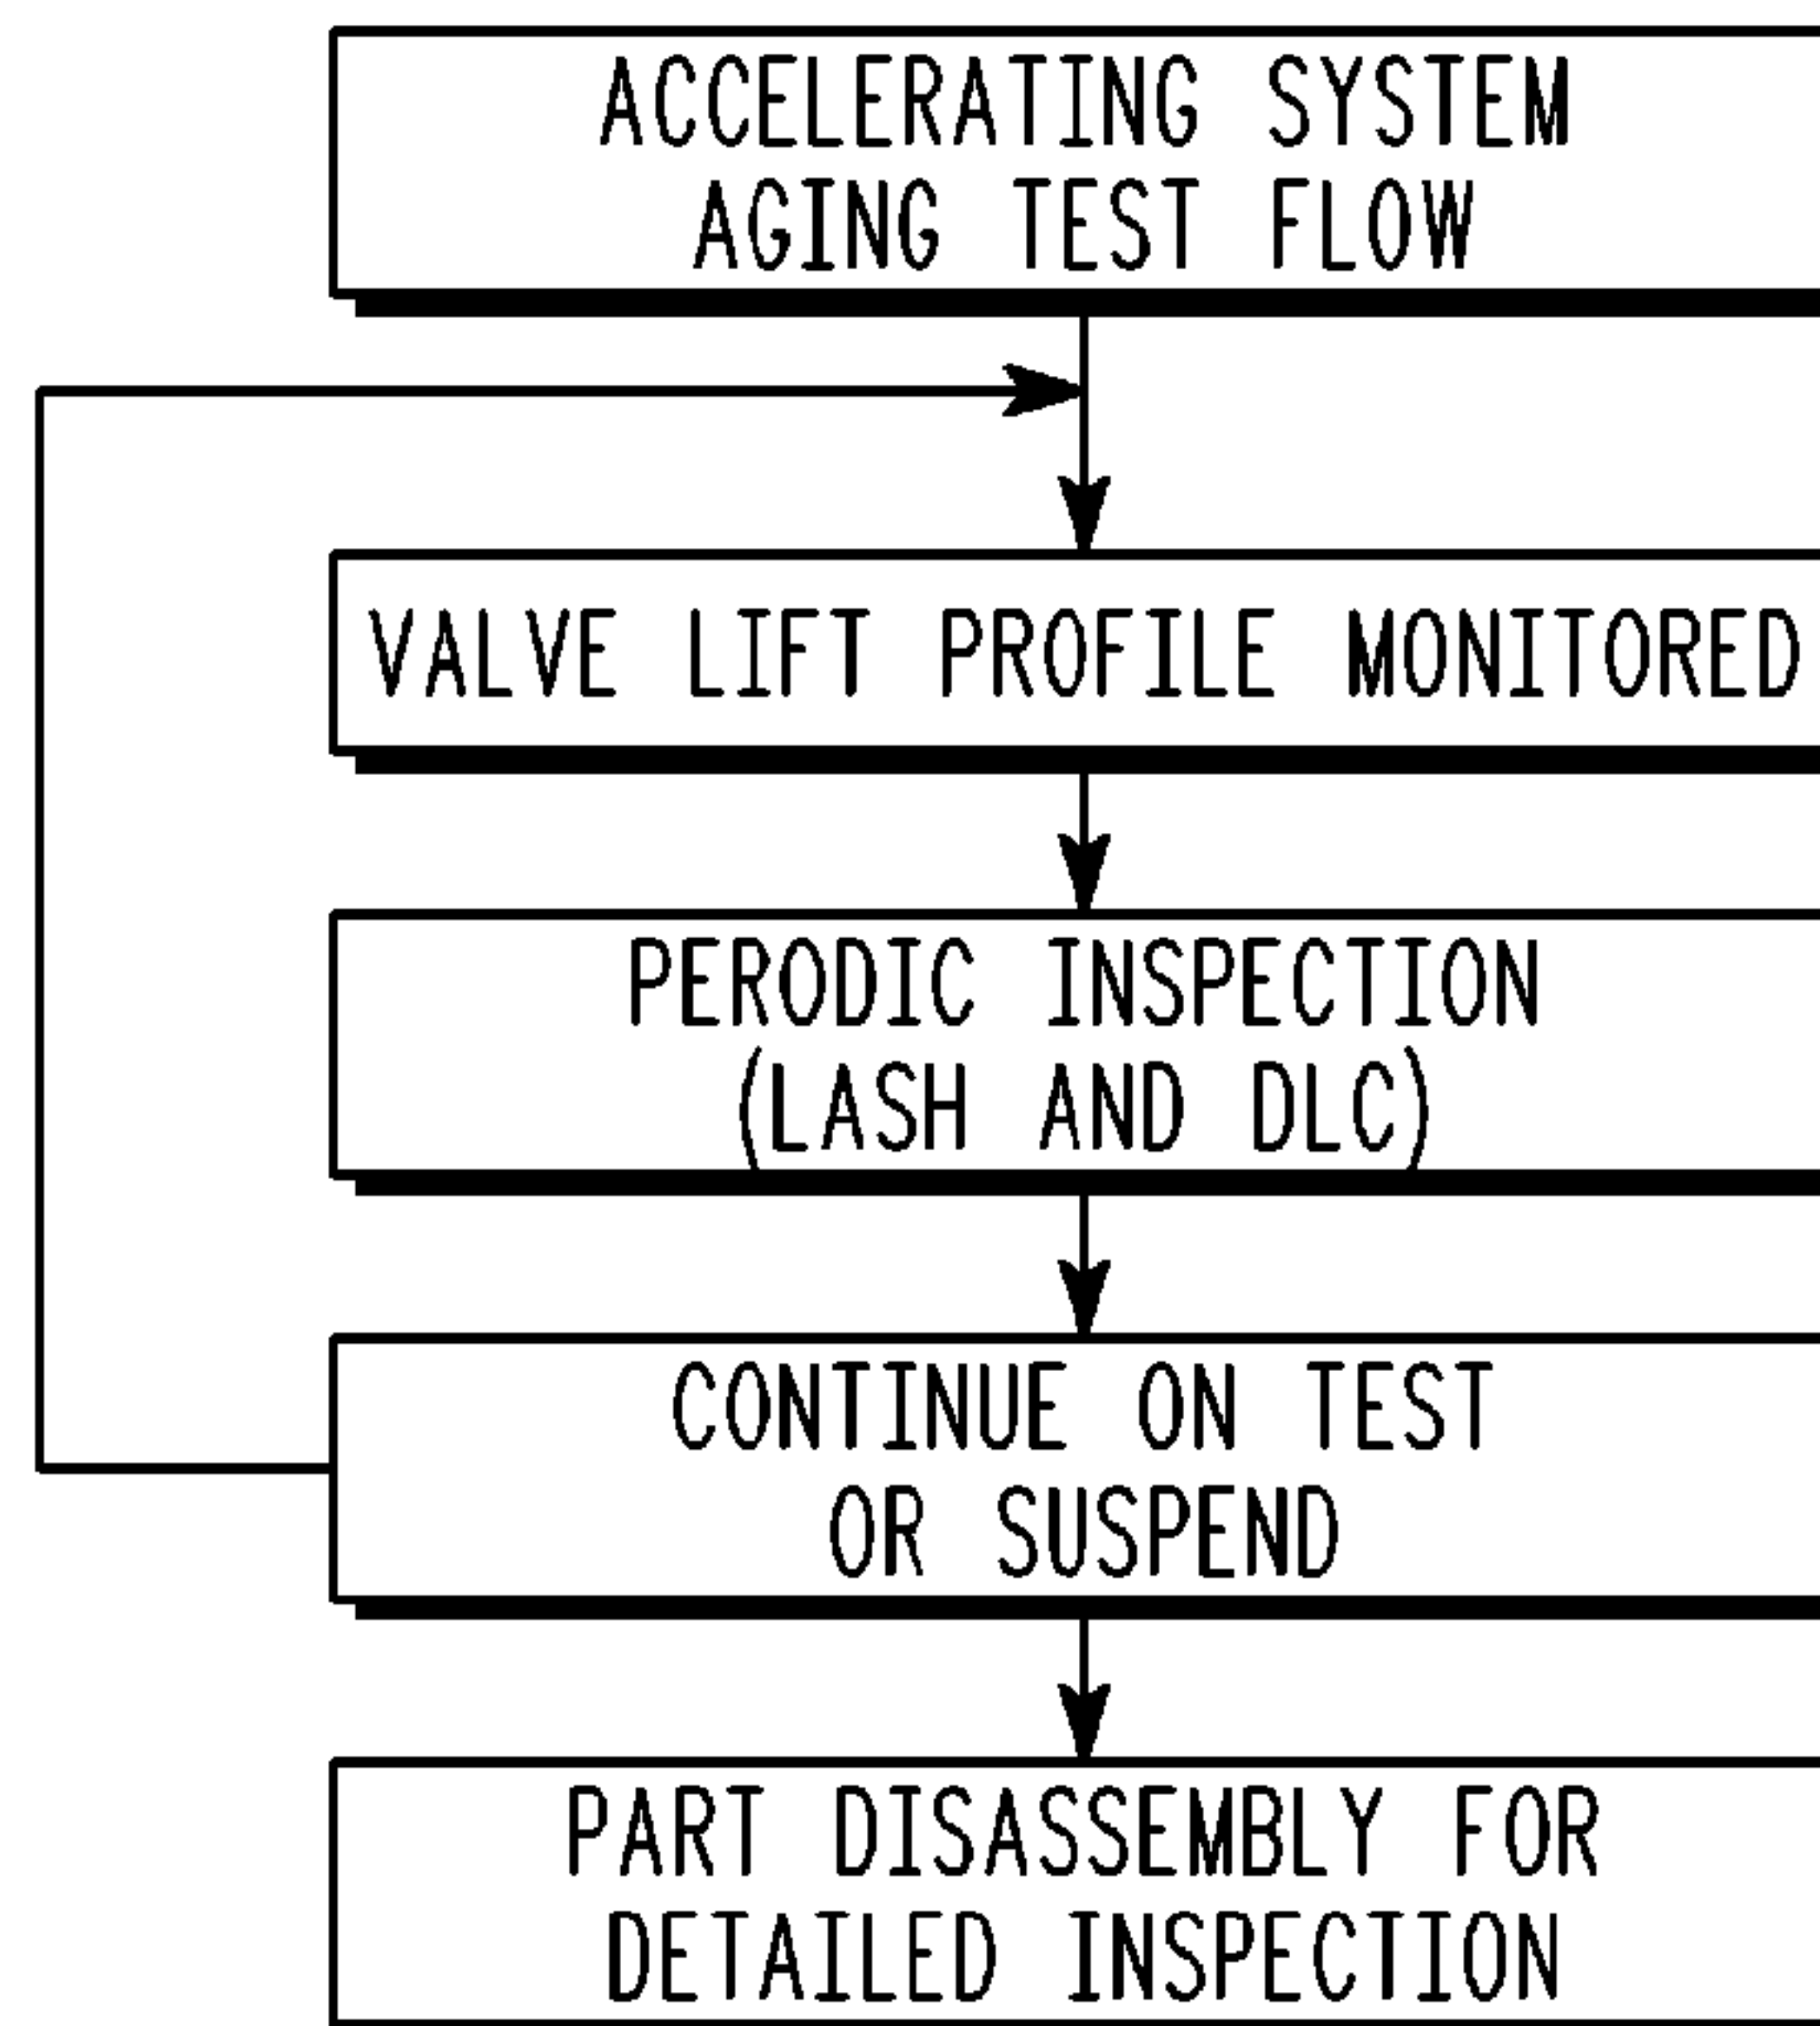 ACCELERATING SYSTEM
AGING TEST FLOW
VALVE LIFT PROFILE MONITORED
PERODIC INSPECTION
(LASH AND DLC)
CONTINUE ON TEST
OR SUSPEND
PART DISASSEMBLY FOR
DETAILED INSPECTION